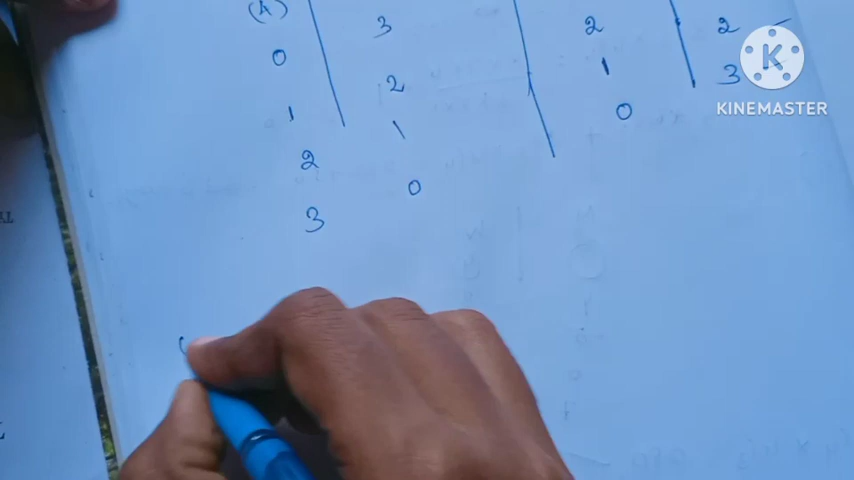 (A) 3 2 2
0 2 1 3
1 1 0
2 0
3
K
KINEMASTER